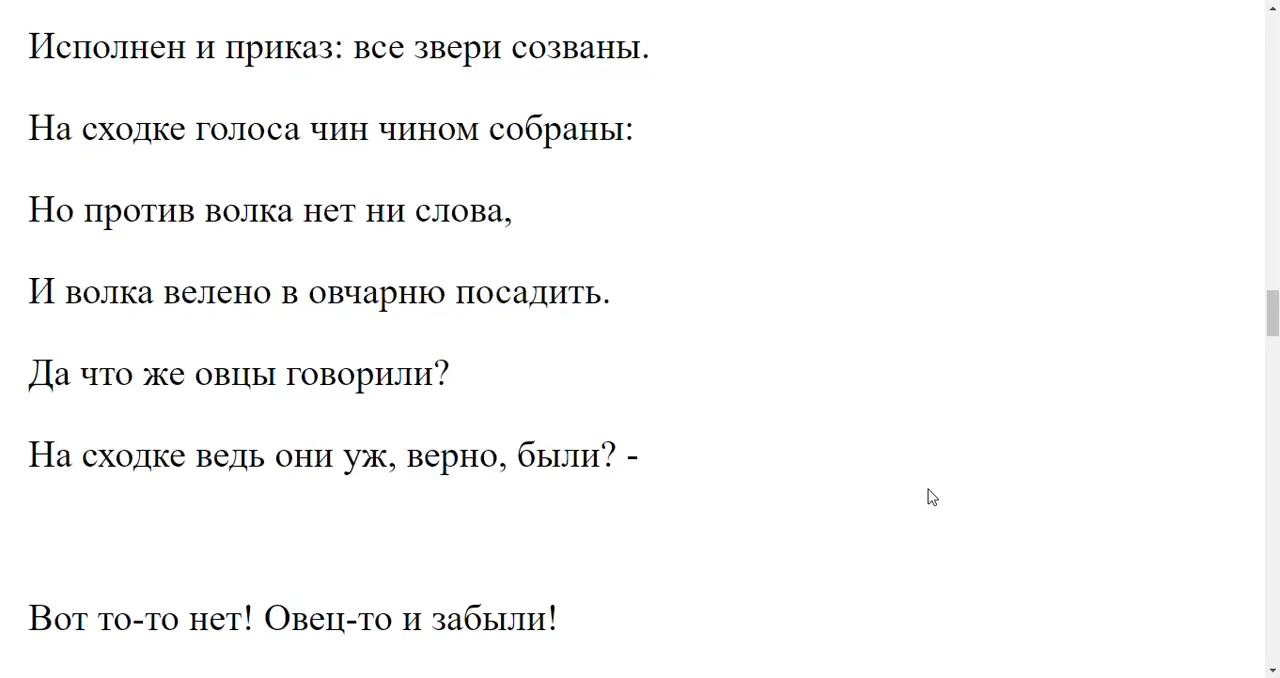 Исполнен и приказ: все звери созваны.
На сходке голоса чин чином собраны:
Но против волка нет ни слова,
И волка велено в овчарню посадить.
Да что же овцы говорили?
На сходке ведь они уж, верно, были? -
Вот то-то нет! Овец-то и забыли!